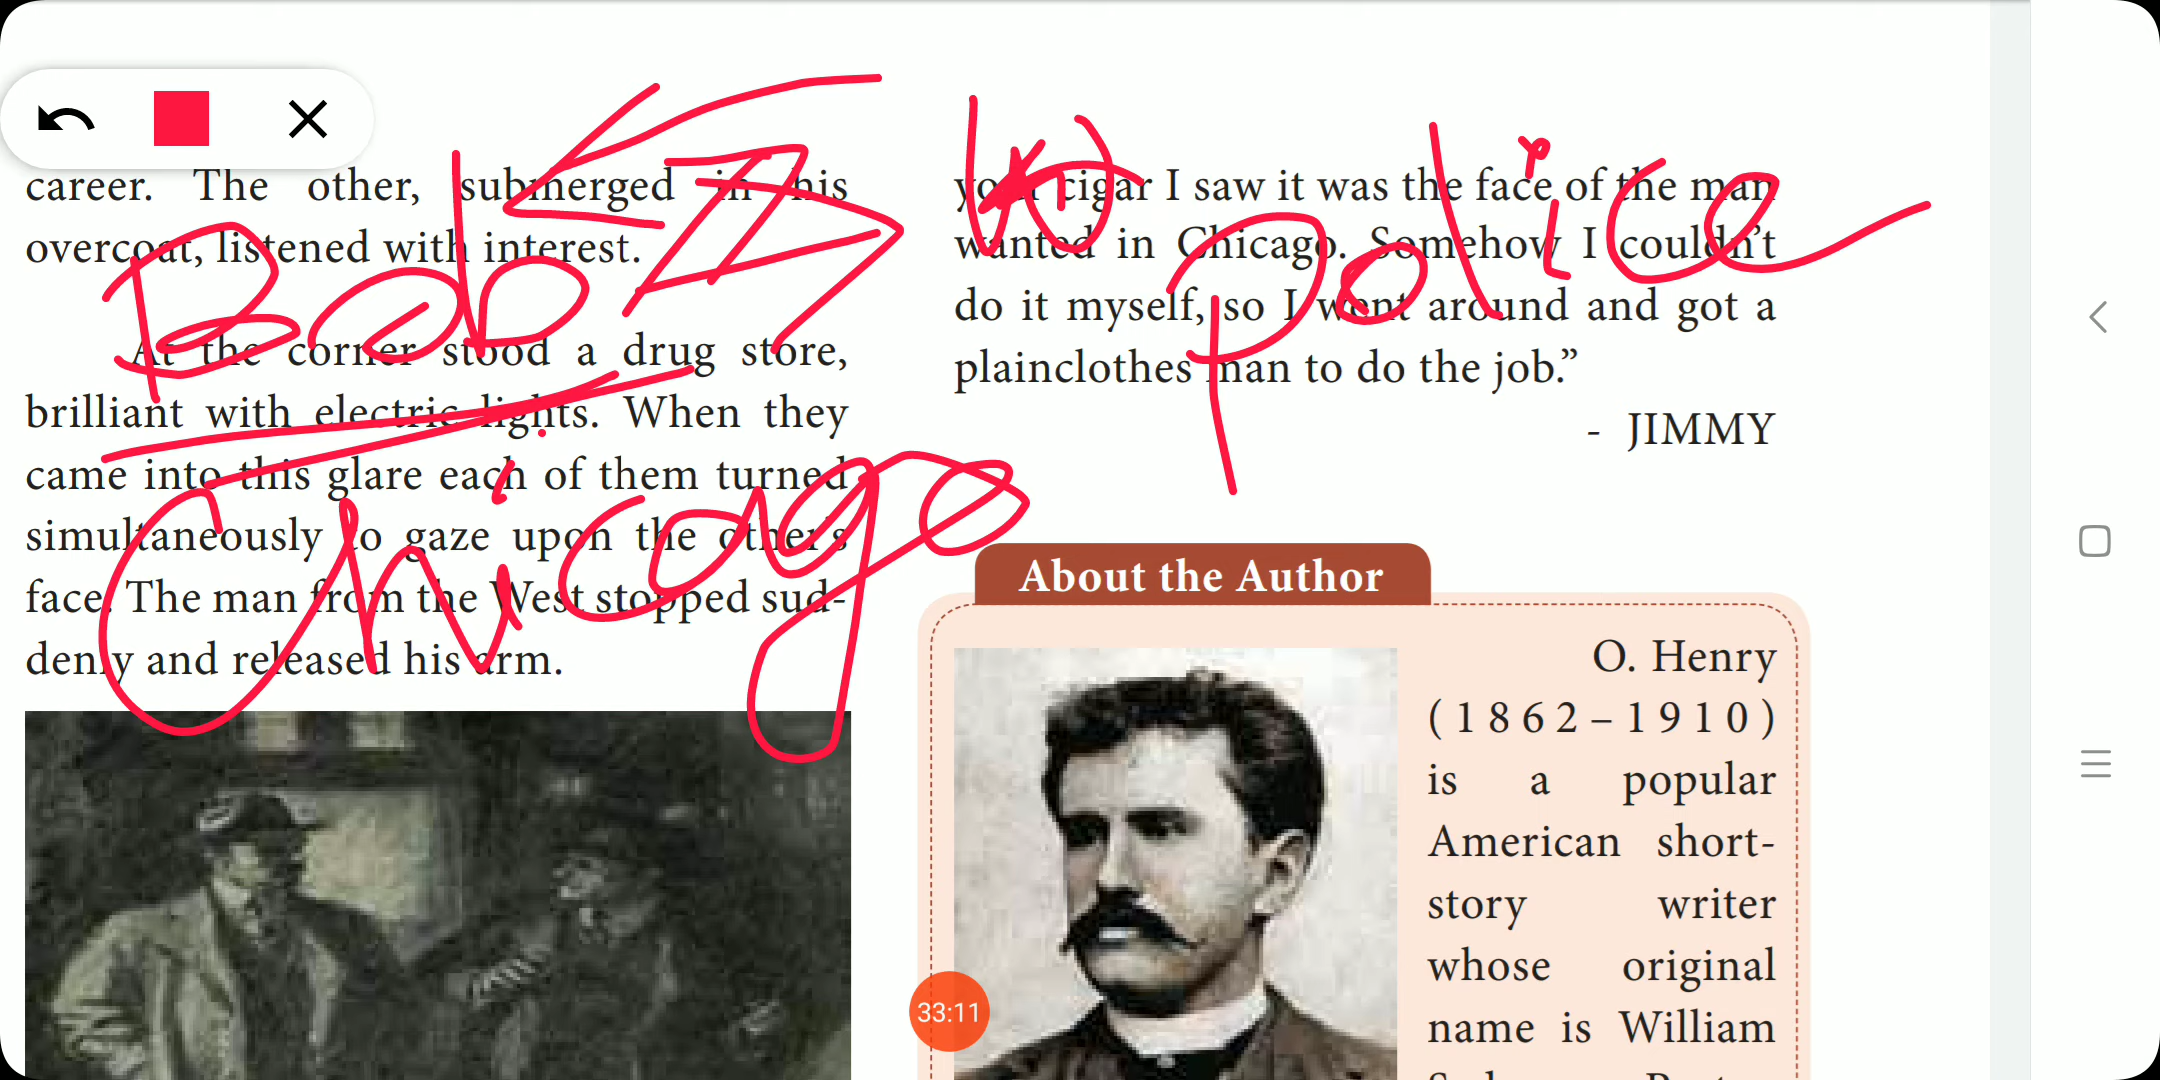 career. The other, submerged in his
overcoat, listened with interest.
At the corner stood a drug store,
brilliant with electric lights. When they
came into this glare each of them turned
simultaneously to gaze upon the other's
face. The man from the West stopped sud-
denly and released his arm.
your cigar I saw it was the face of the man
wanted in Chicago. Somehow I couldn't
do it myself, so I went around and got a
plainclothes man to do the job.”
- JIMMY
Bob
Chicago
Police
About the Author
O. Henry
(1862–1910)
is a popular
American short-
story writer
whose original
name is William
33:11